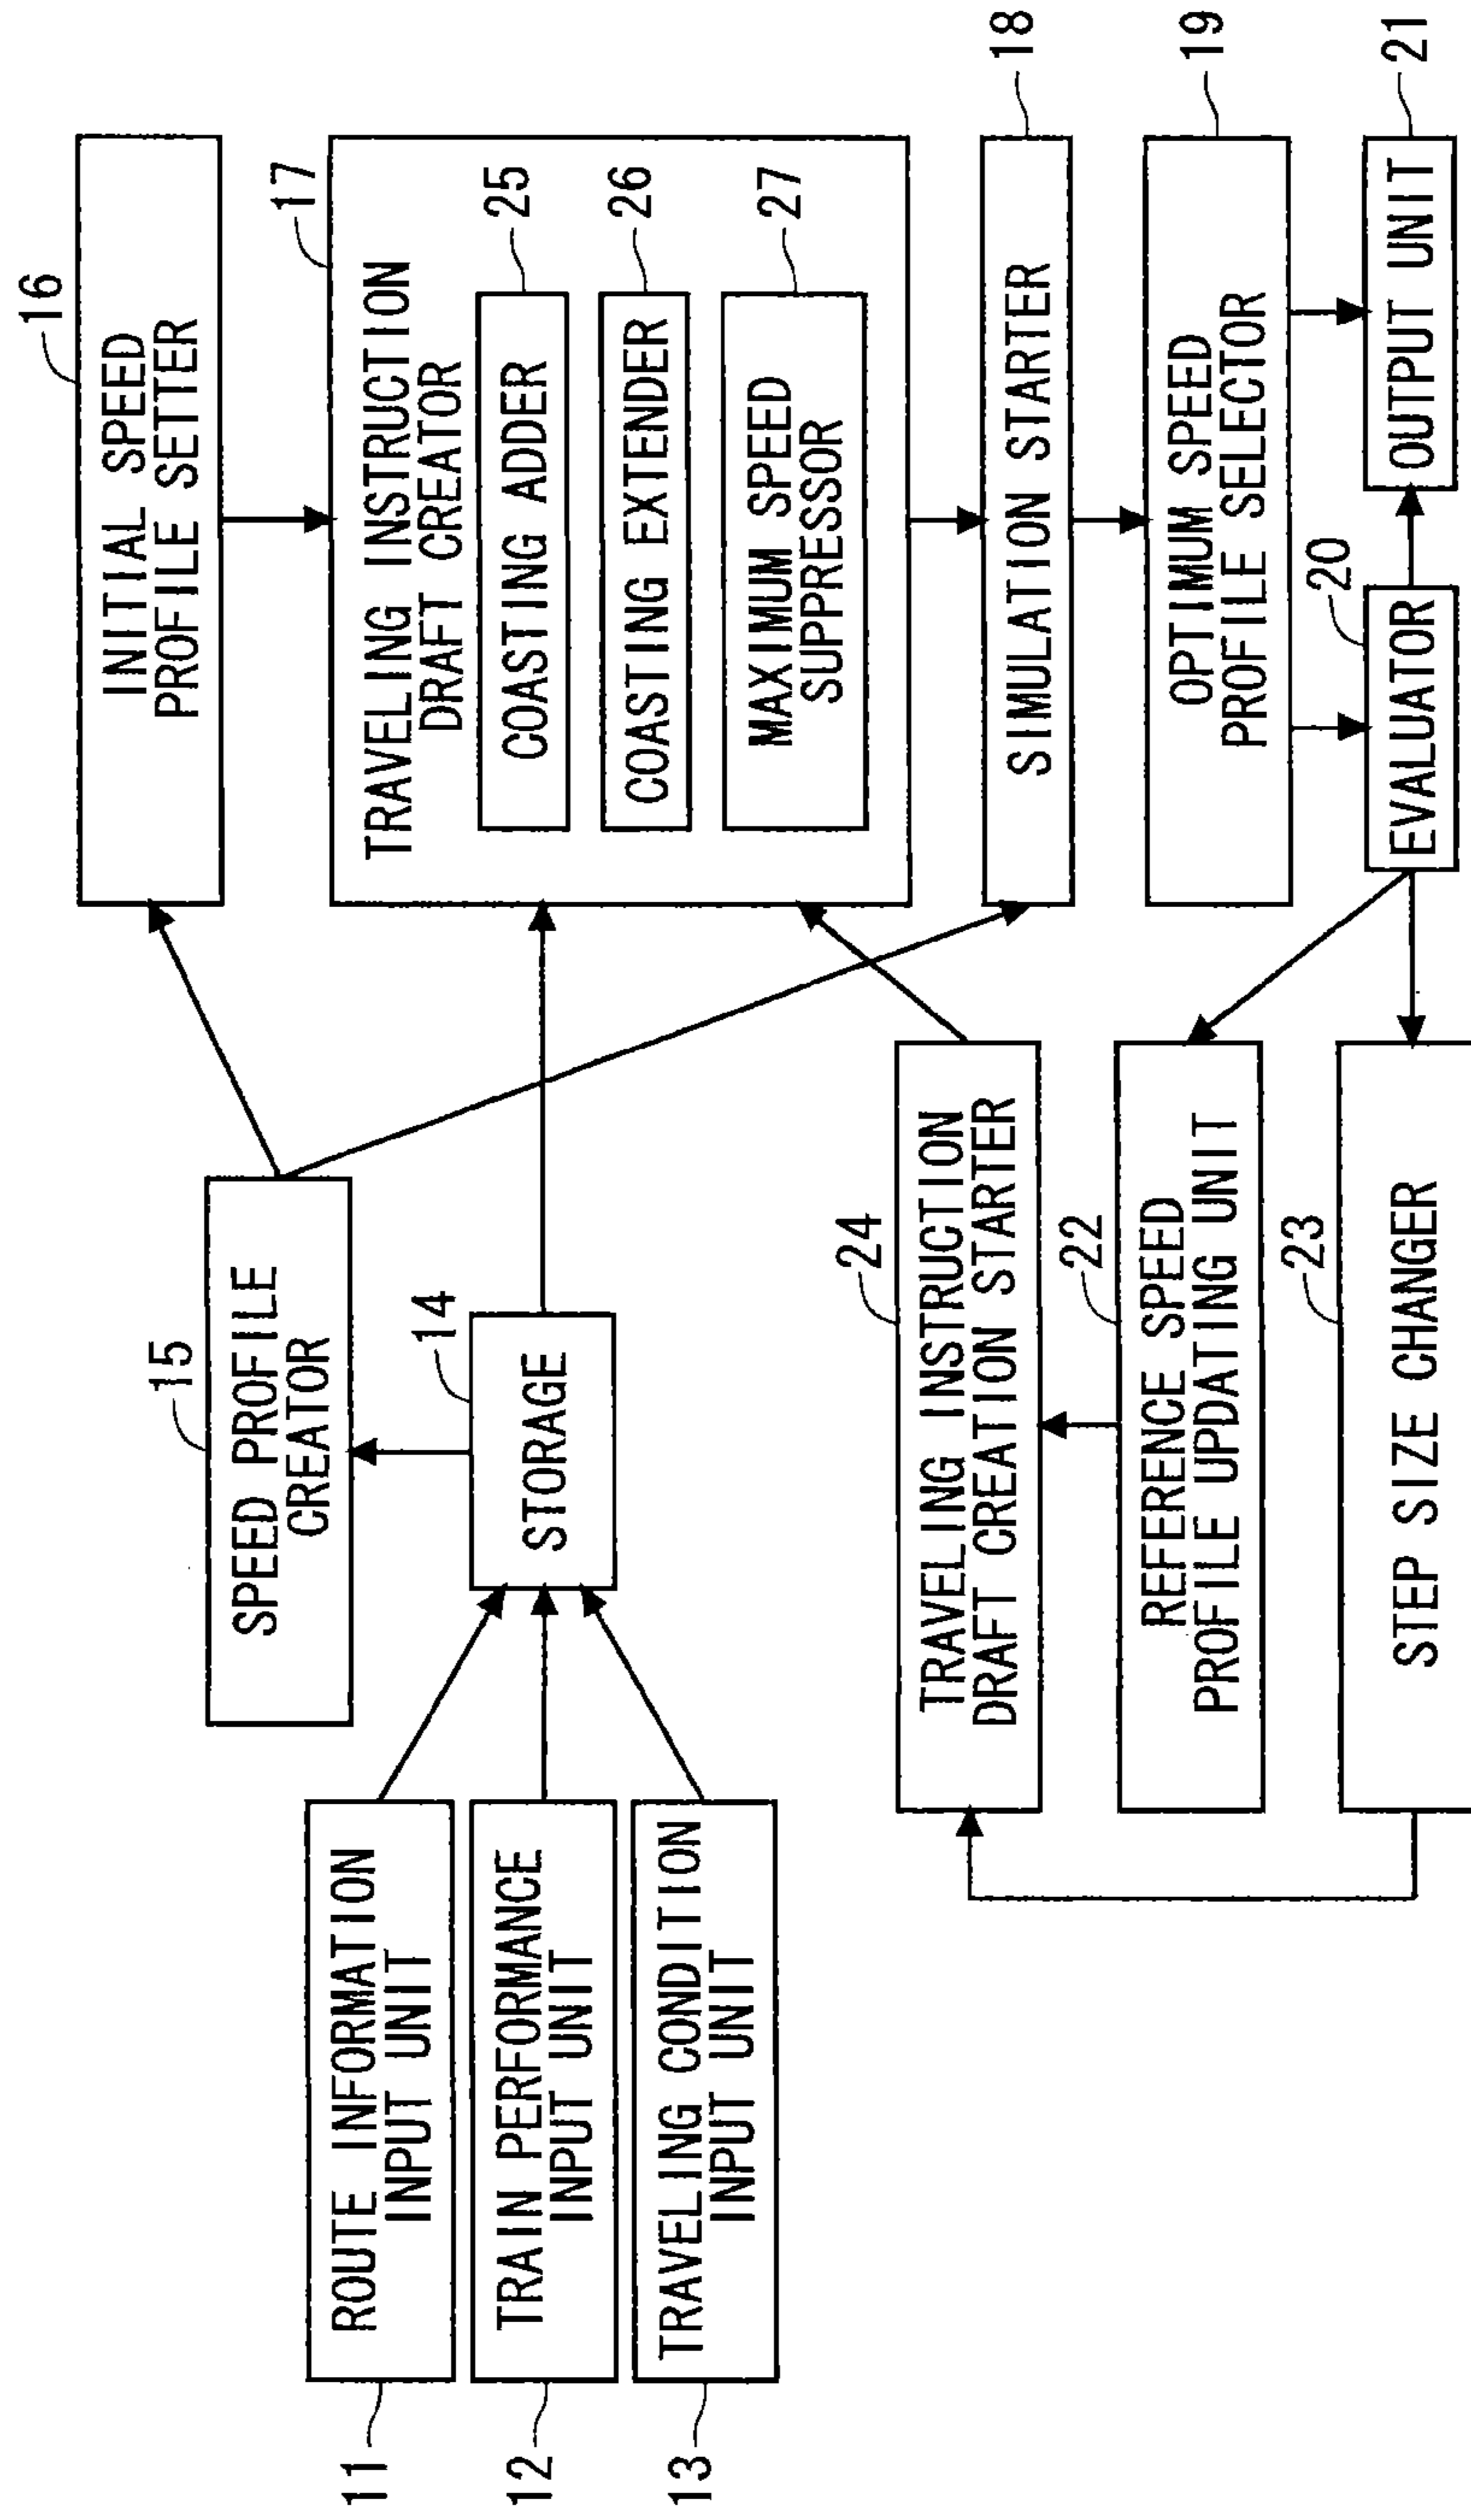 11
ROUTE INFORMATION
INPUT UNIT
12
TRAIN PERFORMANCE
INPUT UNIT
13
TRAVELING CONDITION
INPUT UNIT
15
SPEED PROFILE
CREATOR
14
STORAGE
24
TRAVELING INSTRUCTION
DRAFT CREATION STARTER
22
REFERENCE SPEED
PROFILE UPDATING UNIT
23
STEP SIZE CHANGER
16
INITIAL SPEED
PROFILE SETTER
17
TRAVELING INSTRUCTION
DRAFT CREATOR
COASTING ADDER
25
COASTING EXTENDER
26
MAXIMUM SPEED
SUPPRESSOR
27
SIMULATION STARTER
18
OPTIMUM SPEED
PROFILE SELECTOR
19
20
EVALUATOR
OUTPUT UNIT
21